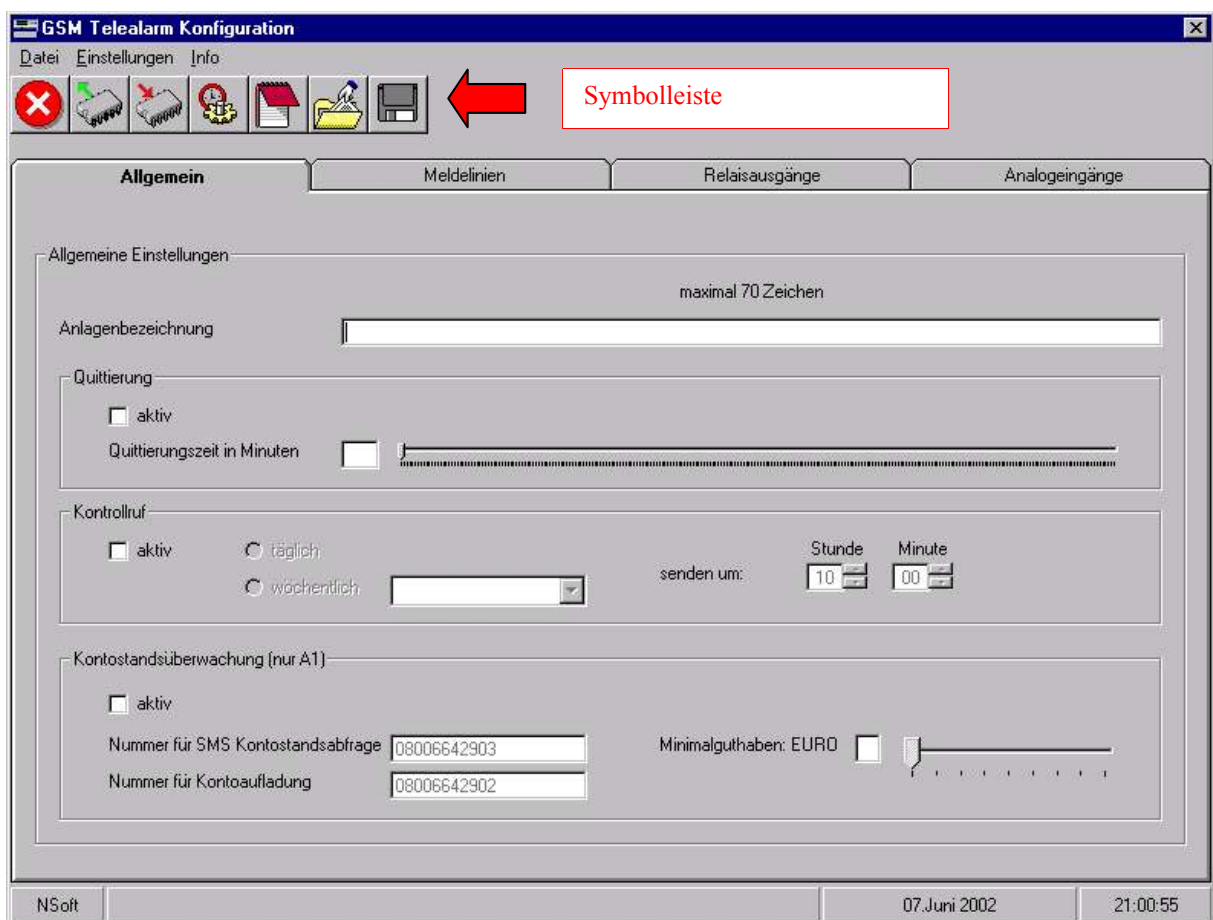 GSM Telealarm Konfiguration
Datei Einstellungen Info
Symbolleiste
Allgemein Meldelinien Relaisausgänge Analogeingänge
Allgemeine Einstellungen
maximal 70 Zeichen
Anlagenbezeichnung
Quittierung
aktiv
Quittierungszeit in Minuten
Kontrollruf
aktiv täglich Stunde Minute
wöchentlich senden um: 10 00
Kontostandsüberwachung (nur A1)
aktiv
Nummer für SMS Kontostandsabfrage 08006642903 Minimalguthaben: EURO
Nummer für Kontoaufladung 08006642902
NSoft 07.Juni 2002 21:00:55